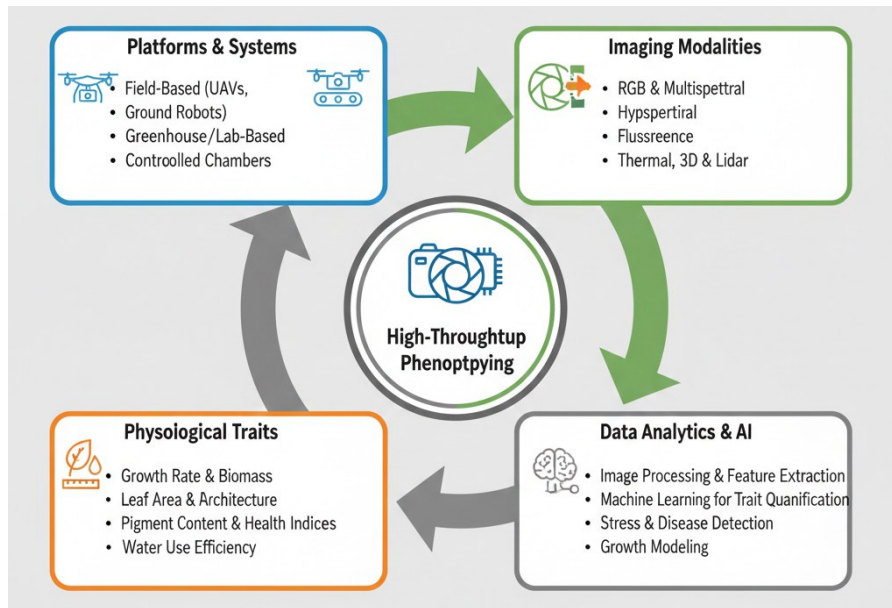 Platforms & Systems
• Field-Based (UAVs,
• Ground Robots)
• Greenhouse/Lab-Based
• Controolled Chambers
Imaging Modalities
• RGB & Multispettral
• Hypspertiral
• Flussreence
• Thermal, 3D & Lidar
High-Throughtup
Phenoptpying
Physological Traits
• Growth Rate & Biomass
• Leaf Area & Architecture
• Pigment Content & Health Indices
• Water Use Efficiency
Data Analytics & AI
• Image Processing & Feature Extraction
• Machine Learning for Trait Quanification
• Stress & Disease Detection
• Growth Modeling